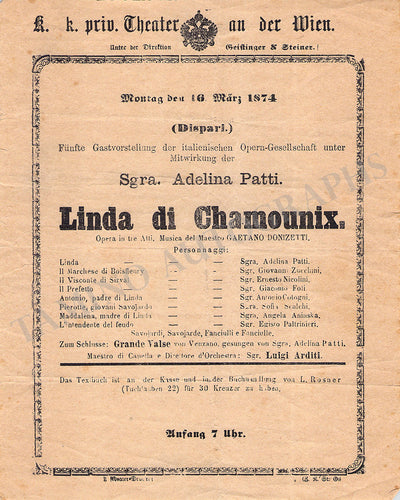 K. k. priv. Theater an der Wien.
Unter der Direktion Geistinger & Steiner.
Montag den 16 März 1874
(Dispari.)
Fünfte Gastvorstellung der italienischen Opern-Gesellschaft unter
Mitwirkung der
Sgra. Adelina Patti.
Linda di Chamounix.
Opera in tre Atti. Musica del Maestro GAETANO DONIZETTI.
Personnaggi:
Linda — — — Sgra. Adelina Patti.
Il Marchese di Boisfleury — — Sgr. Giovanni Zucchini,
Il Visconte di Sirval — — Sgr. Ernesto Nicolini,
Il Prefetto — — — Sgr. Giacomo Foli
Antonio, padre di Linda — — Sgr. Antonio Cologni
Pierotto, giovani Savojardo — — Sgra. Sofia Scalchi,
Maddalena, madre di Linda — — Sgra. Angela Aninska,
L'intendente del feudo — — Sgr. Egisto Paltrinieri.
Savojardi, Savojarde, Fanciulli e Fanciulle.
Zum Schlusse: Grande Valse von Venzano, gesungen von Sgra. Adelina Patti.
Maestro di Capella e Direttore d'Orchestra: Sgr. Luigi Arditi.
Das Textbuch ist an der Kasse und in der Buchhandlung von L. Rosner
(Tuchlauben 22) für 30 Kreuzer zu haben.
Anfang 7 Uhr.